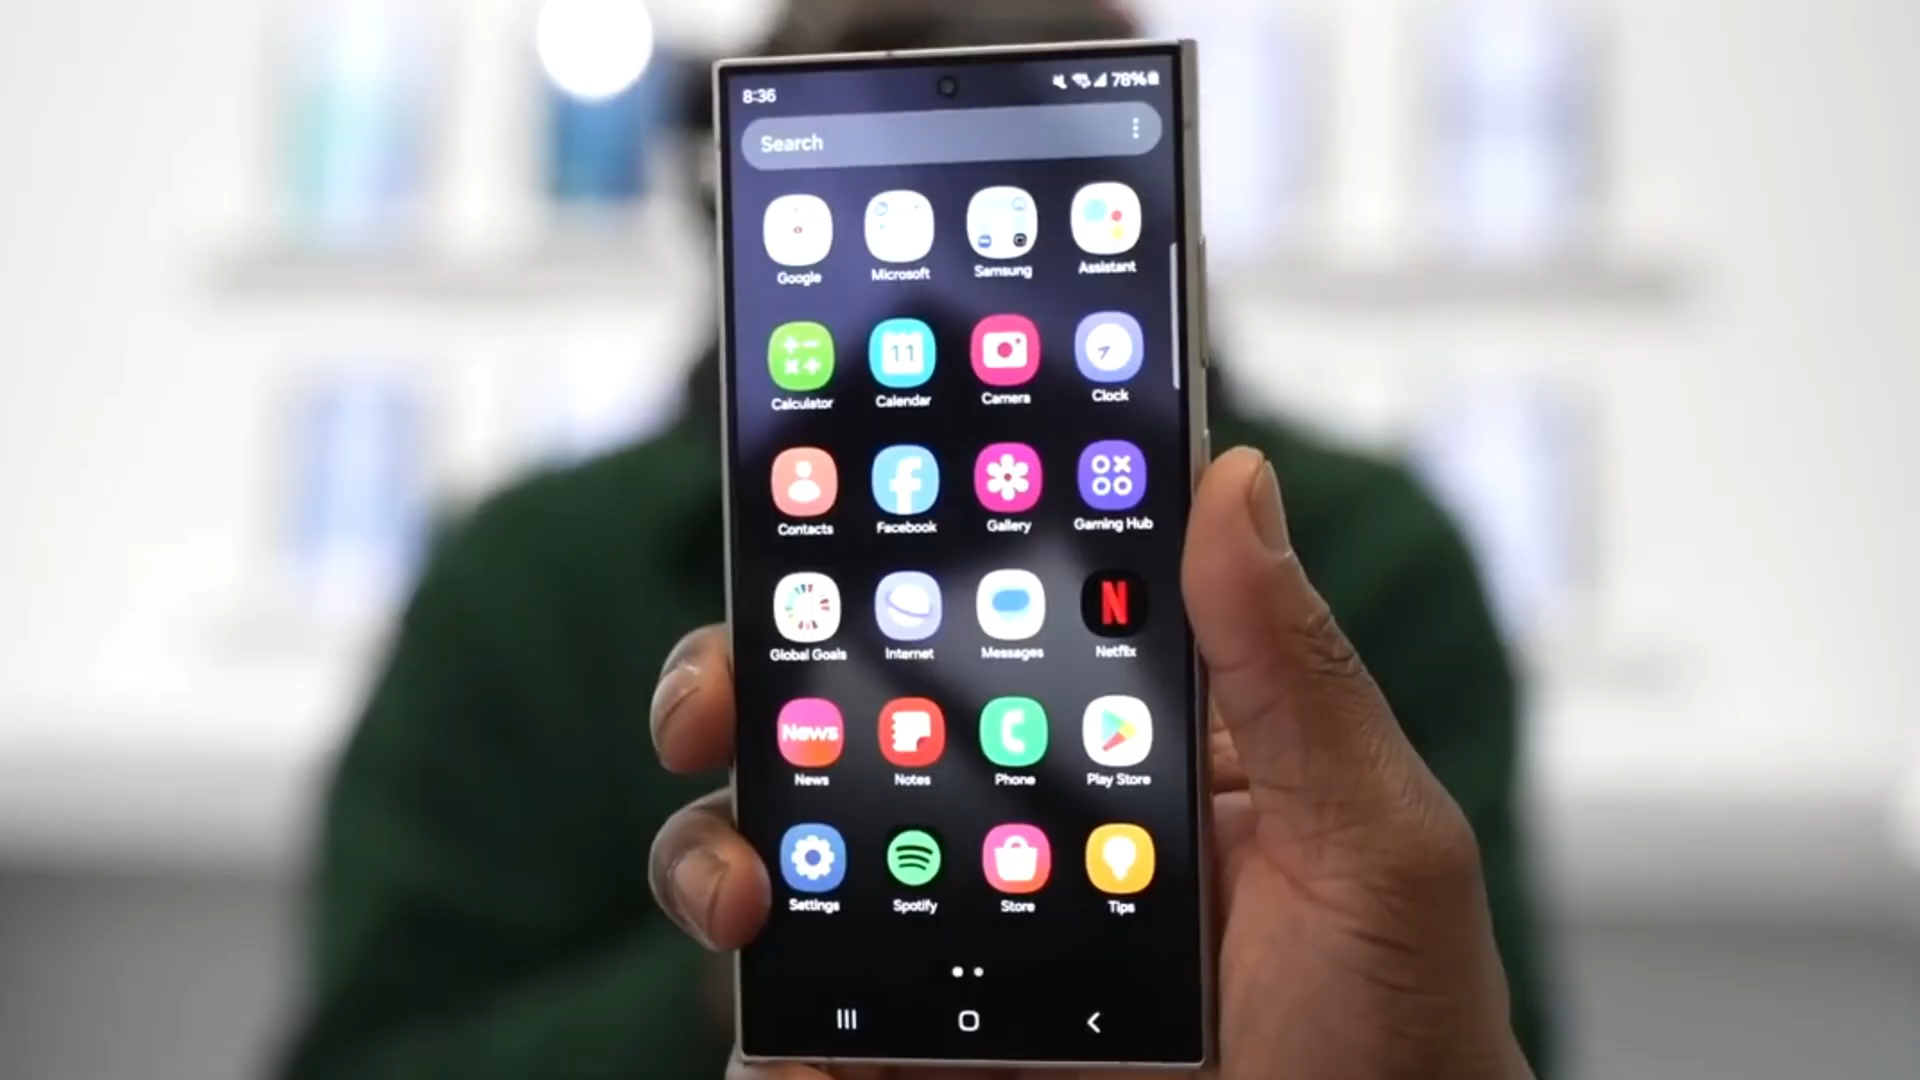 8:36 78%
Search
Google Microsoft Samsung Assistant
11
Calculator Calendar Camera Clock
Contacts Facebook Gallery Gaming Hub
N
Global Goals Internet Messages Netflix
News
News Notes Phone Play Store
Settings Spotify Store Tips